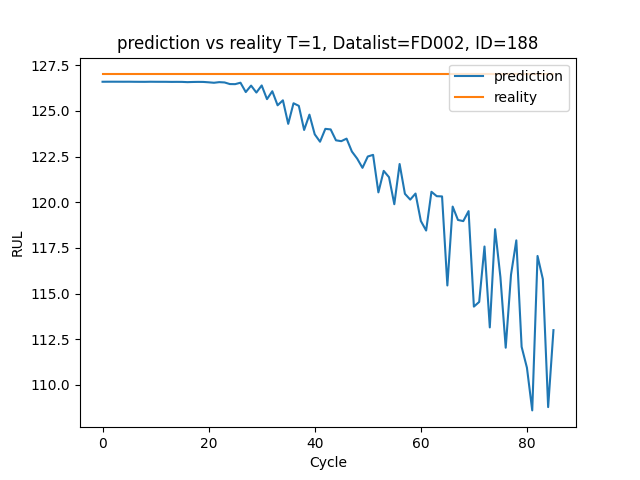 prediction vs reality T=1, Datalist=FD002, ID=188
127.5
125.0
122.5
120.0
117.5
115.0
112.5
110.0
RUL
prediction
reality
0
20
40
60
80
Cycle